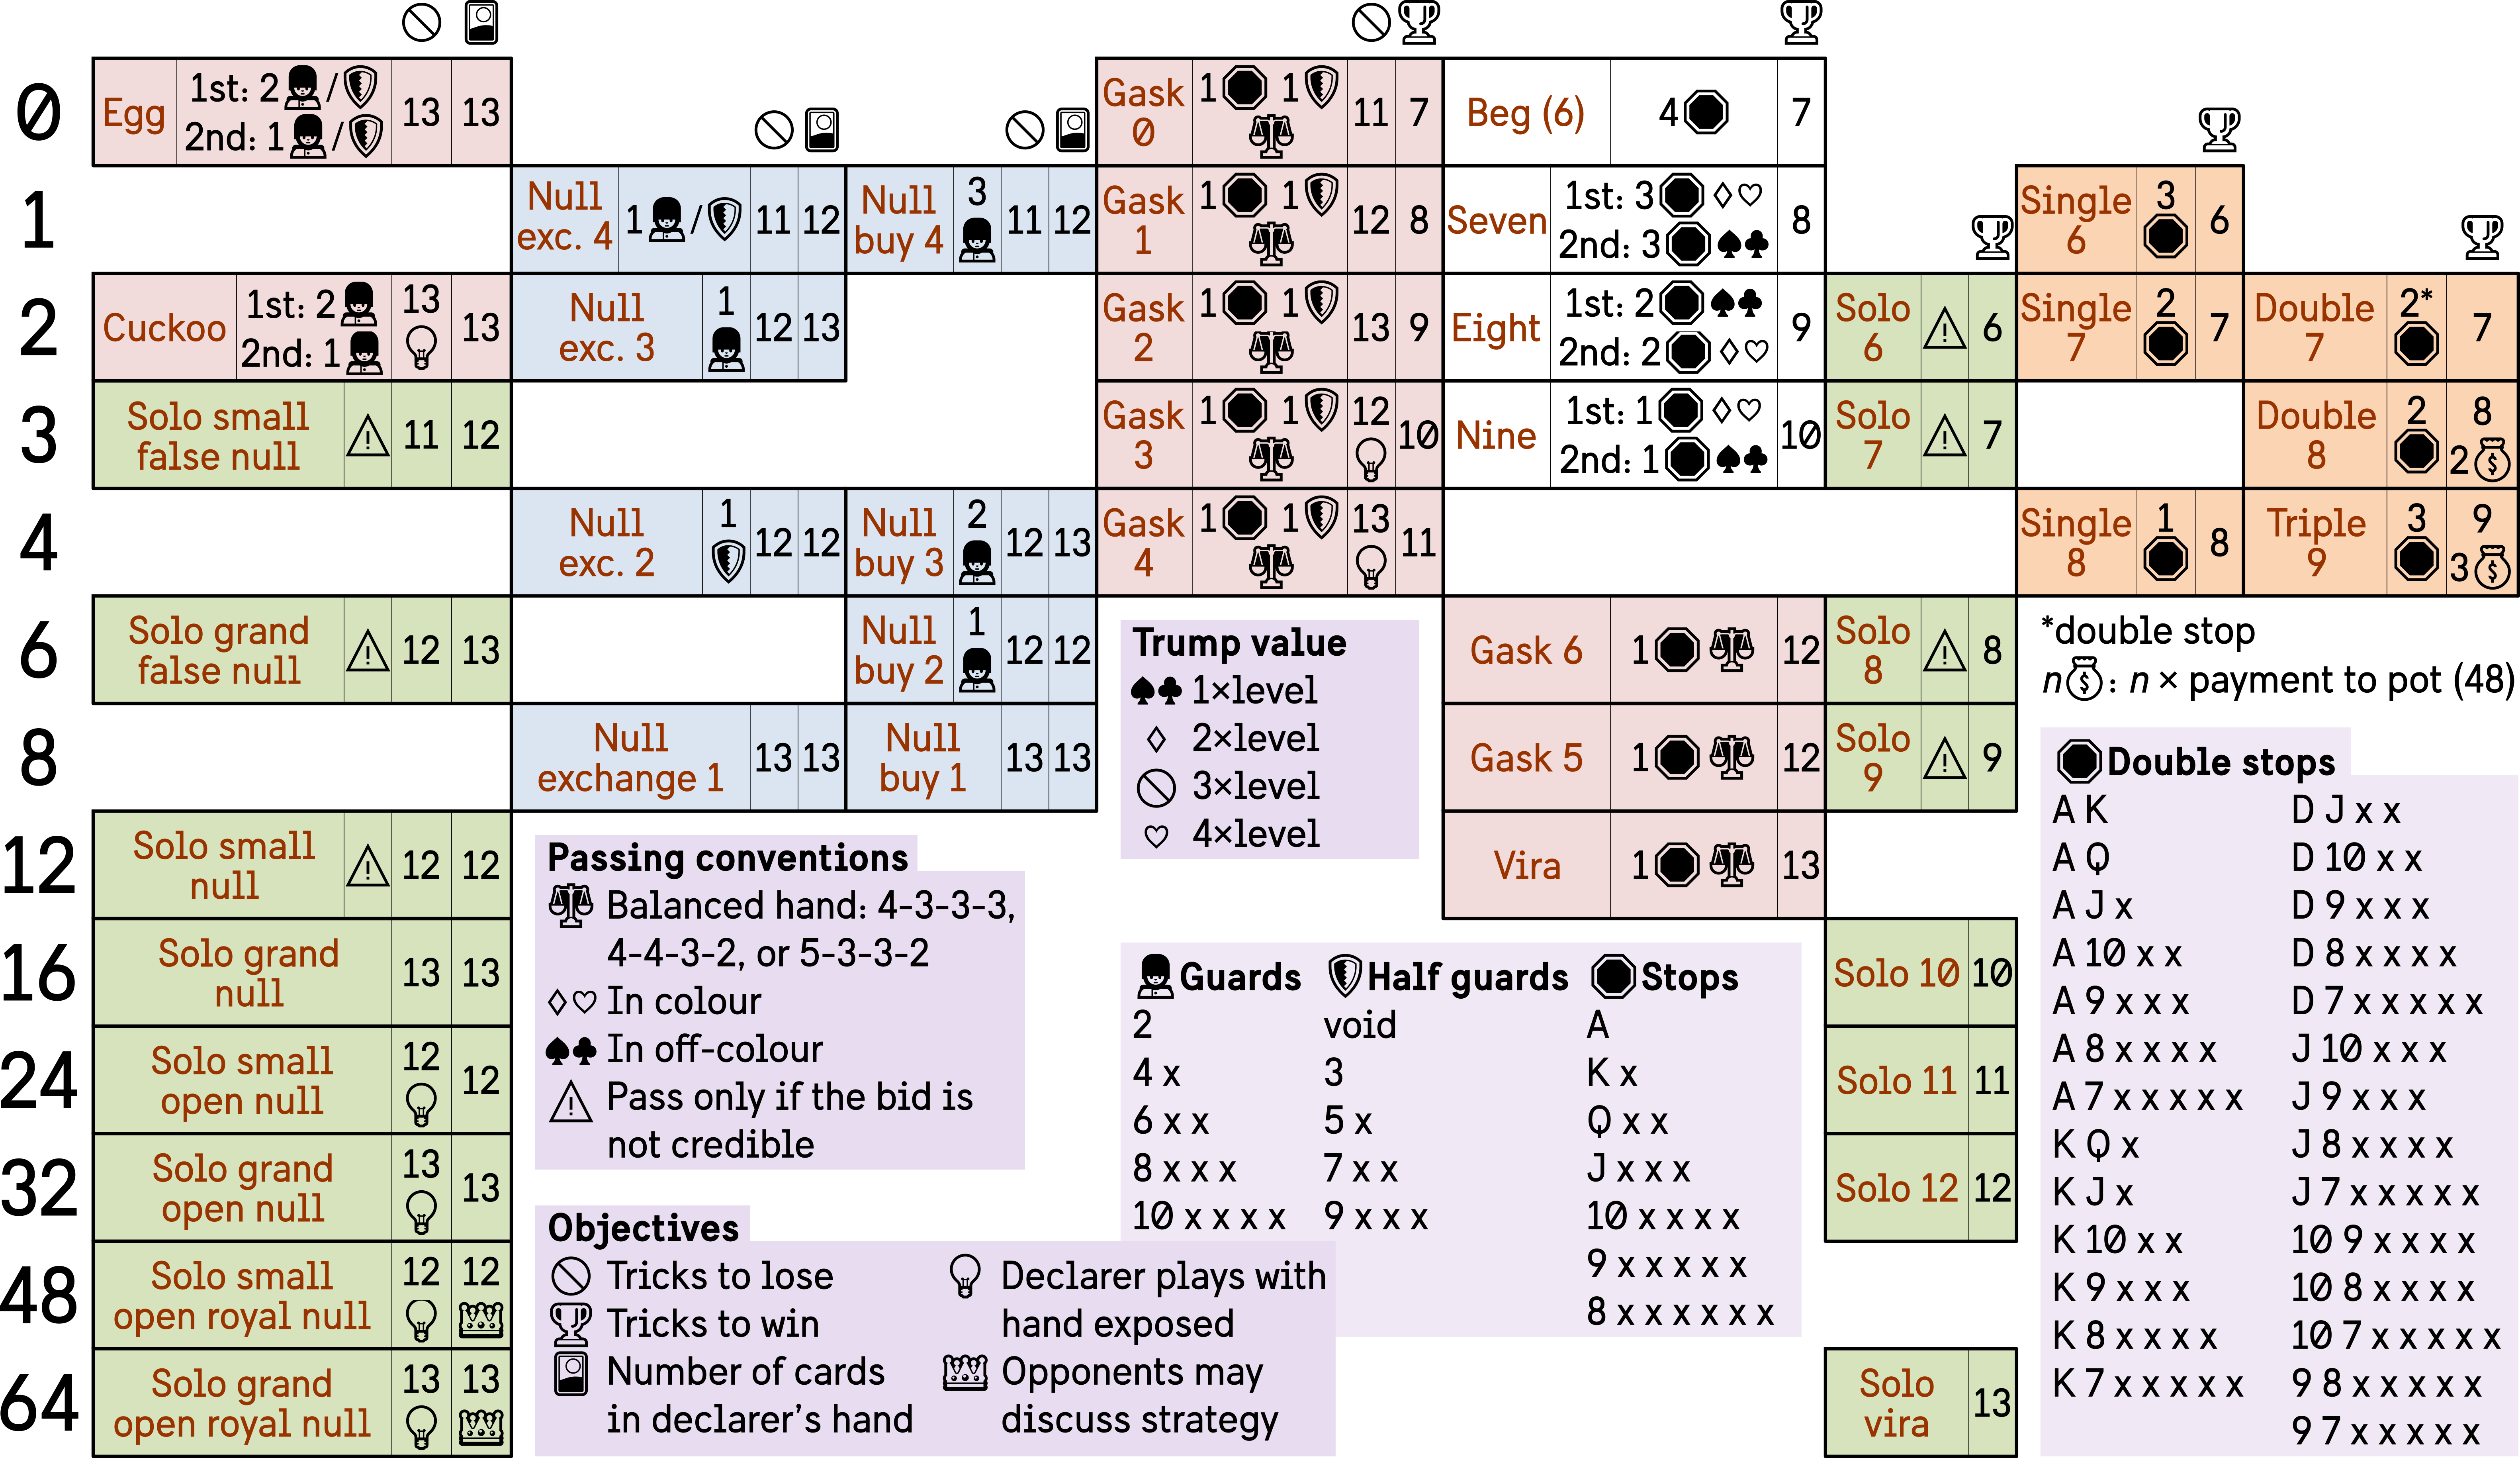 0
Egg
1st: 2 /
2nd: 1 /
13
13
Gask
0
1 1
11
7
Beg (6)
4
7
1
Null
exc. 4
1 /
11
12
Null
buy 4
3
11
12
Gask
1
1 1
12
8
Seven
1st: 3 ♢♡
2nd: 3 ♠♣
8
Single
6
3
6
2
Cuckoo
1st: 2
2nd: 1
13
13
Null
exc. 3
1
12
13
Gask
2
1 1
13
9
Eight
1st: 2 ♠♣
2nd: 2 ♢♡
9
Solo
6
6
Single
7
2
7
Double
7
2*
7
3
Solo small
false null
11
12
Gask
3
1 1
12
10
Nine
1st: 1 ♢♡
2nd: 1 ♠♣
10
Solo
7
7
Double
8
2
8
2
4
Null
exc. 2
1
12
12
Null
buy 3
2
12
13
Gask
4
1 1
13
11
Single
8
1
8
Triple
9
3
9
3
6
Solo grand
false null
12
13
Null
buy 2
1
12
12
Gask 6
1
12
Solo
8
8
8
Null
exchange 1
13
13
Null
buy 1
13
13
Gask 5
1
12
Solo
9
9
12
Solo small
null
12
12
Vira
1
13
16
Solo grand
null
13
13
Solo 10
10
24
Solo small
open null
12
12
Solo 11
11
32
Solo grand
open null
13
13
Solo 12
12
48
Solo small
open royal null
12
12
64
Solo grand
open royal null
13
13
Solo
vira
13
Trump value
♠♣ 1×level
♢ 2×level
3×level
♡ 4×level
*double stop
n$: n × payment to pot (48)
Passing conventions
Balanced hand: 4-3-3-3,
4-4-3-2, or 5-3-3-2
♢♡ In colour
♠♣ In off-colour
Pass only if the bid is
not credible
Objectives
Tricks to lose
Tricks to win
Number of cards
in declarer's hand
Declarer plays with
hand exposed
Opponents may
discuss strategy
Guards
2
4 x
6 x x
8 x x x
10 x x x x
Half guards
void
3
5 x
7 x x
9 x x x
Stops
A
K x
Q x x
J x x x
10 x x x x
9 x x x x x
8 x x x x x x
Double stops
A K
A Q
A J x
A 10 x x
A 9 x x x
A 8 x x x x
A 7 x x x x x
K Q x
K J x
K 10 x x
K 9 x x x
K 8 x x x x
K 7 x x x x x
D J x x
D 10 x x
D 9 x x x
D 8 x x x x
D 7 x x x x x
J 10 x x x
J 9 x x x
J 8 x x x x
J 7 x x x x x
10 9 x x x x
10 8 x x x x
10 7 x x x x x
9 8 x x x x x
9 7 x x x x x